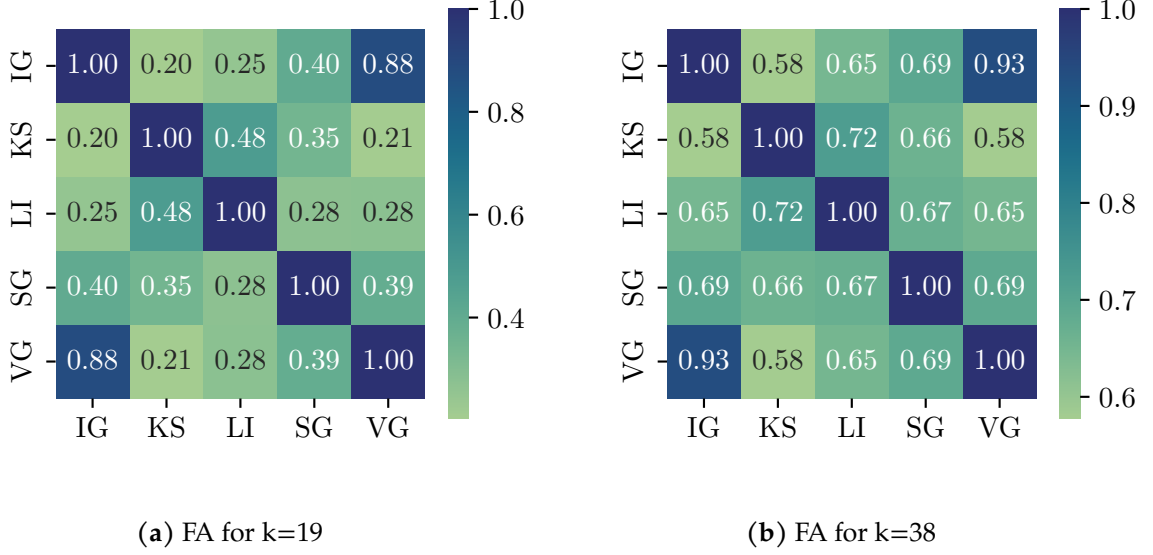 IG 1.00 0.20 0.25 0.40 0.88
KS 0.20 1.00 0.48 0.35 0.21
LI 0.25 0.48 1.00 0.28 0.28
SG 0.40 0.35 0.28 1.00 0.39
VG 0.88 0.21 0.28 0.39 1.00
IG KS LI SG VG
1.0
0.8
0.6
0.4
(a) FA for k=19
IG 1.00 0.58 0.65 0.69 0.93
KS 0.58 1.00 0.72 0.66 0.58
LI 0.65 0.72 1.00 0.67 0.65
SG 0.69 0.66 0.67 1.00 0.69
VG 0.93 0.58 0.65 0.69 1.00
IG KS LI SG VG
1.0
0.9
0.8
0.7
0.6
(b) FA for k=38